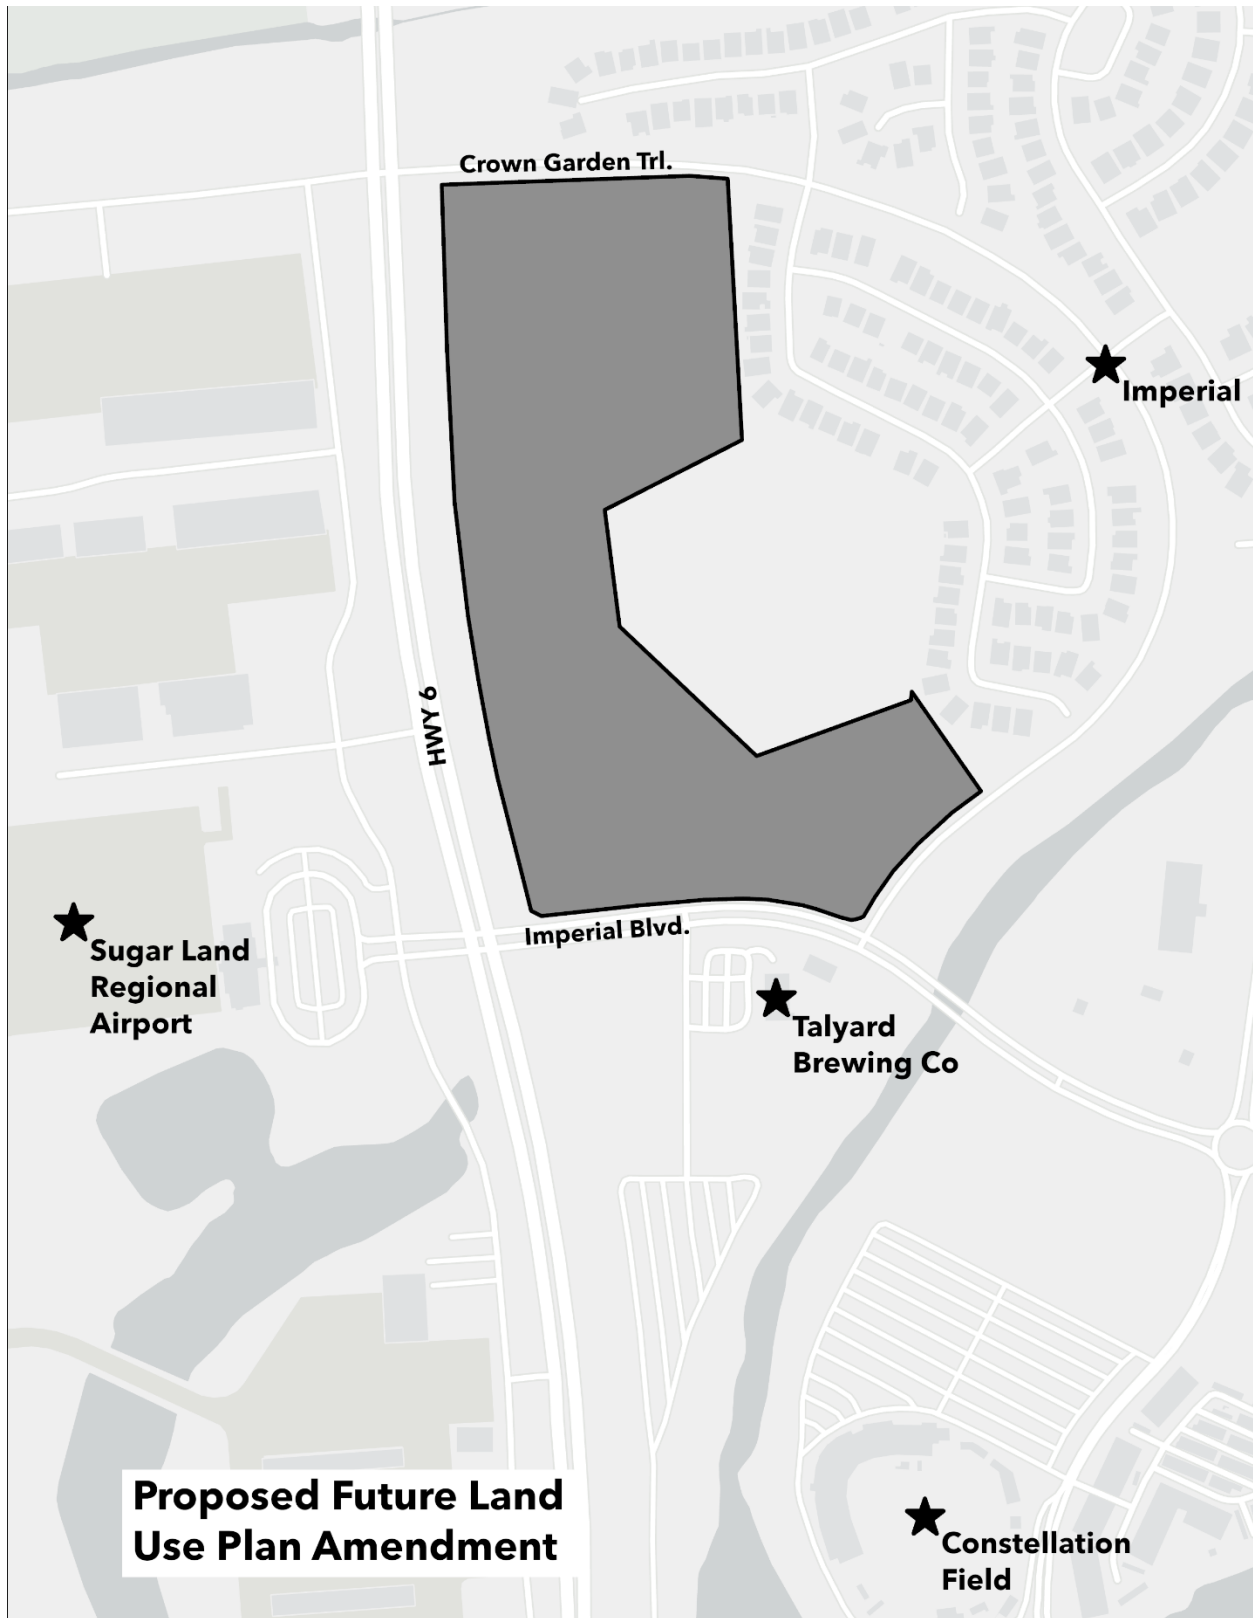 Crown Garden Trl.
Imperial
HWY 6
Imperial Blvd.
Sugar Land
Regional
Airport
Talyard
Brewing Co
Proposed Future Land
Use Plan Amendment
Constellation
Field